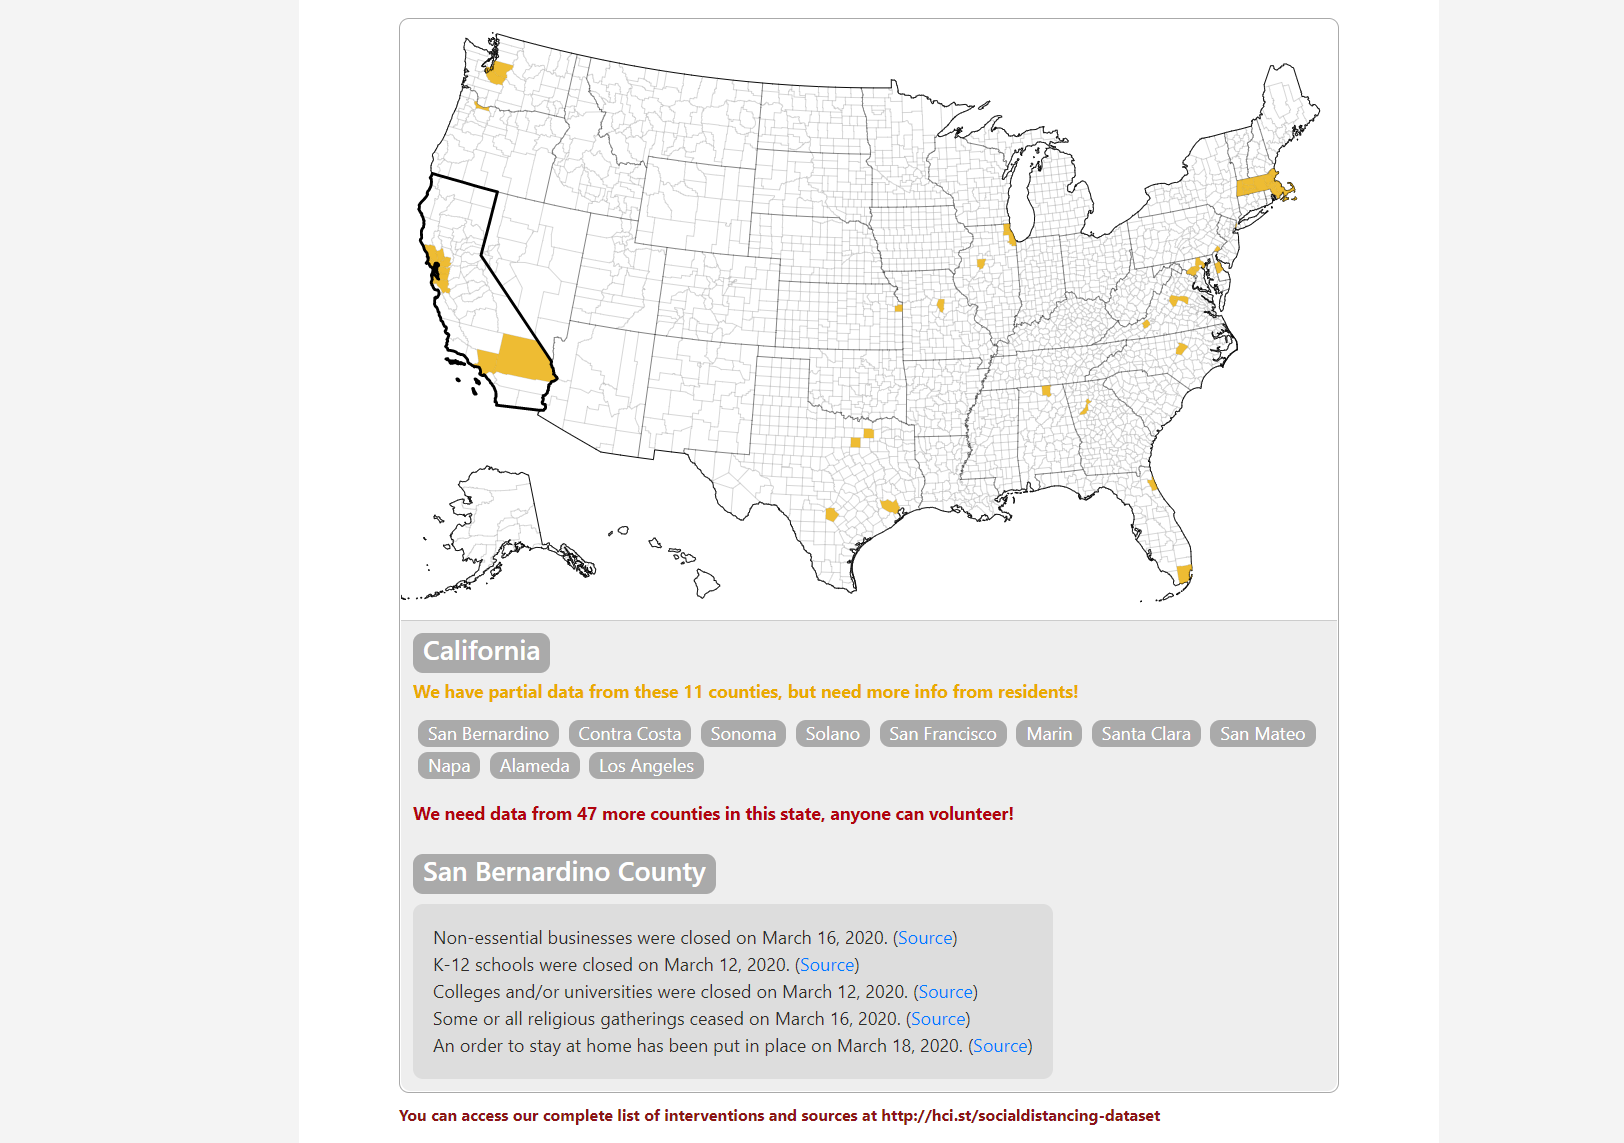 California
We have partial data from these 11 counties, but need more info from residents!
San Bernardino Contra Costa Sonoma Solano San Francisco Marin Santa Clara San Mateo
Napa Alameda Los Angeles
We need data from 47 more counties in this state, anyone can volunteer!
San Bernardino County
Non-essential businesses were closed on March 16, 2020. (Source)
K-12 schools were closed on March 12, 2020. (Source)
Colleges and/or universities were closed on March 12, 2020. (Source)
Some or all religious gatherings ceased on March 16, 2020. (Source)
An order to stay at home has been put in place on March 18, 2020. (Source)
You can access our complete list of interventions and sources at http://hci.st/socialdistancing-dataset